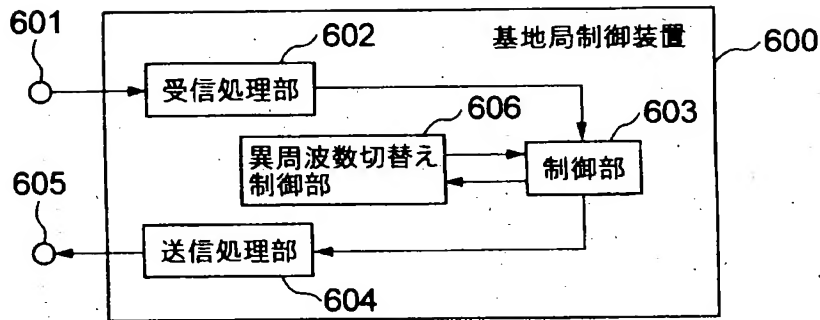 601
602
基地局制御装置
600
受信処理部
606
603
異周波数切替え
制御部
制御部
605
送信処理部
604